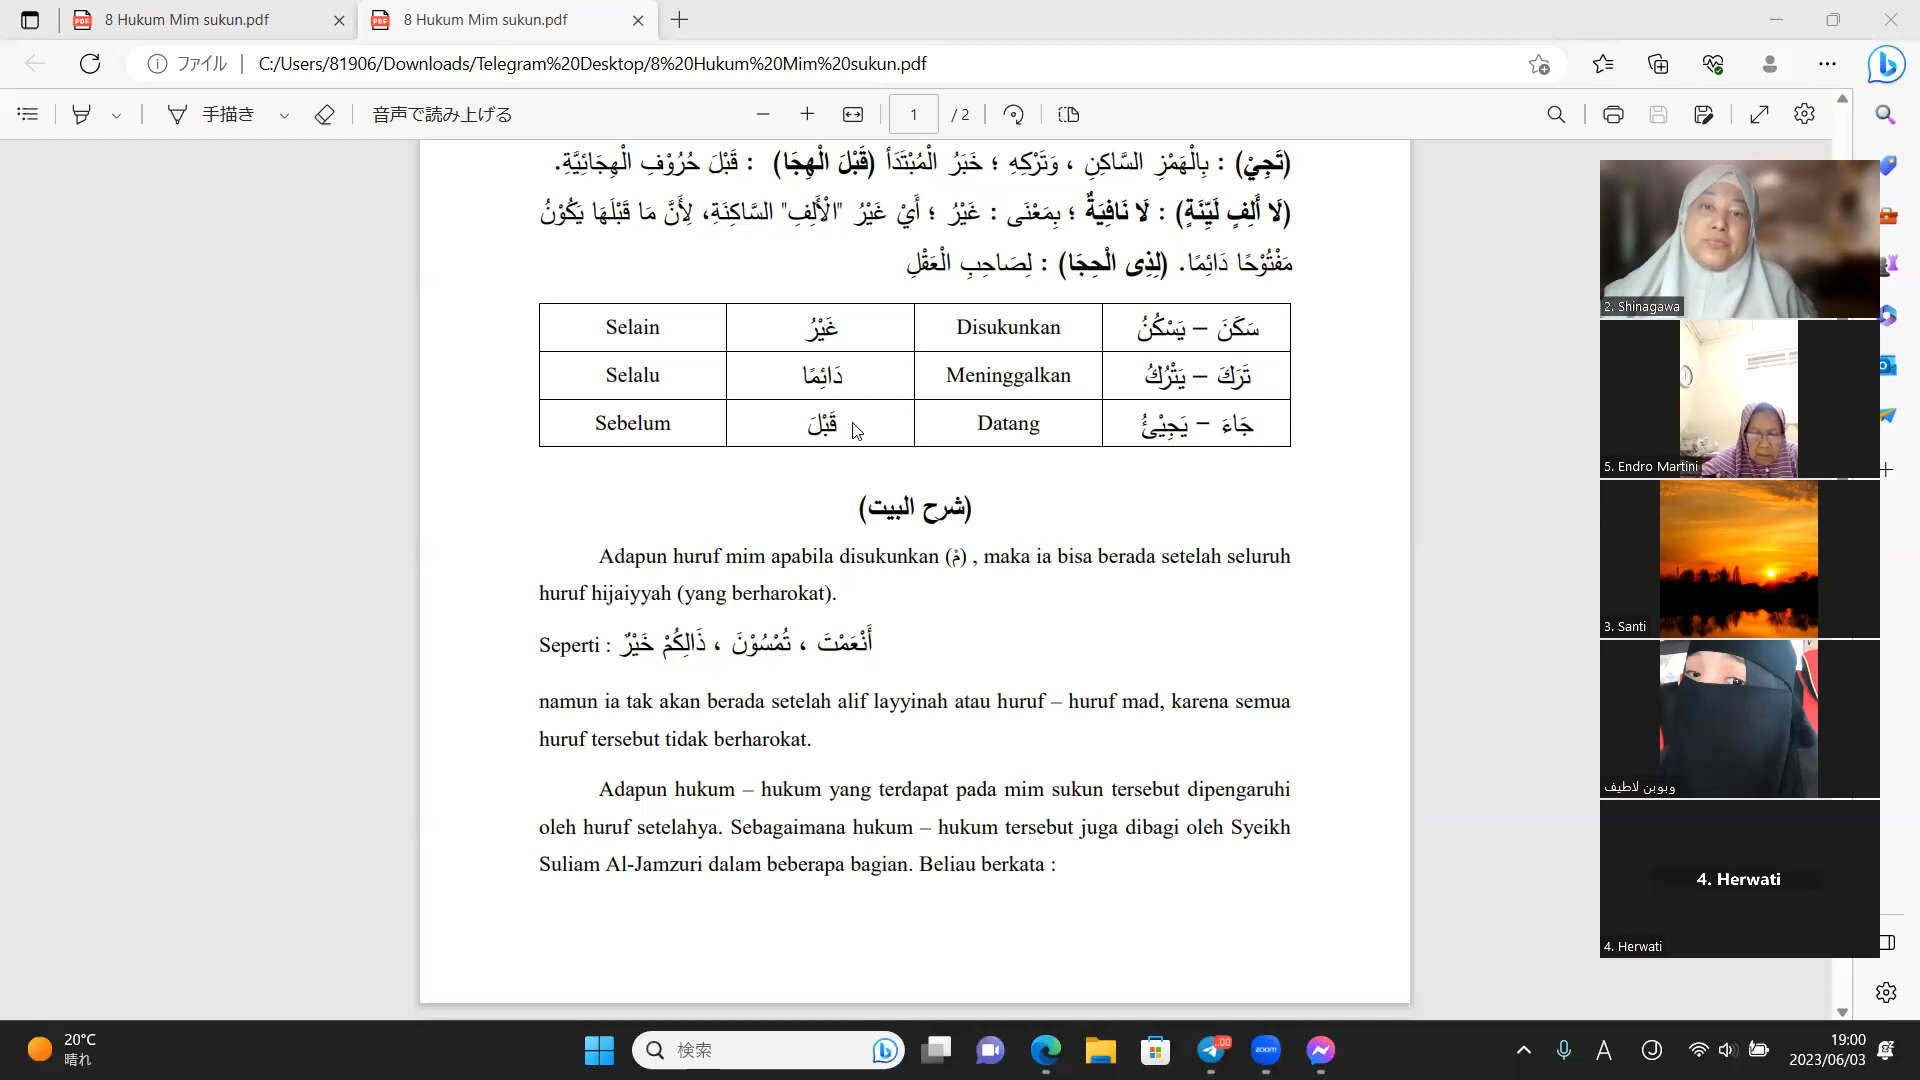 8 Hukum Mim sukun.pdf
8 Hukum Mim sukun.pdf
ファイル
C:/Users/81906/Downloads/Telegram%20Desktop/8%20Hukum%20Mim%20sukun.pdf
手描き
音声で読み上げる
1
/ 2
(تَجِيْ) : بِالْهَمْزِ السَّاكِنِ ، وَتَرْكِهِ ؛ خَبَرُ الْمُبْتَدَأ (قَبْلَ الْهِجَا) : قَبْلَ حُرُوْفِ الْهِجَائِيَّةِ.
(لَا أَلِفٍ لَيِّنَةٍ) : لَا نَافِيَةٌ ؛ بِمَعْنَى : غَيْرُ ؛ أَيْ غَيْرُ "الْأَلِفِ" السَّاكِنَةِ، لِأَنَّ مَا قَبْلَهَا يَكُوْنُ
مَفْتُوْحًا دَائِمًا. (لِذِى الْحِجَا) : لِصَاحِبِ الْعَقْلِ
Selain غَيْرُ Disukunkan سَكَنَ – يَسْكُنُ
Selalu دَائِمًا Meninggalkan تَرَكَ – يَتْرُكُ
Sebelum قَبْلَ Datang جَاءَ – يَجِيْئُ
(شرح البيت)
Adapun huruf mim apabila disukunkan (مْ) , maka ia bisa berada setelah seluruh
huruf hijaiyyah (yang berharokat).
Seperti : أَنْعَمْتَ ، تُمْسُوْنَ ، ذَالِكُمْ خَيْرٌ
namun ia tak akan berada setelah alif layyinah atau huruf – huruf mad, karena semua
huruf tersebut tidak berharokat.
Adapun hukum – hukum yang terdapat pada mim sukun tersebut dipengaruhi
oleh huruf setelahya. Sebagaimana hukum – hukum tersebut juga dibagi oleh Syeikh
Suliam Al-Jamzuri dalam beberapa bagian. Beliau berkata :
2. Shinagawa
5. Endro Martini
3. Santi
وبوبن لاطيف
4. Herwati
4. Herwati
20°C
晴れ
検索
zoom
19:00
2023/06/03